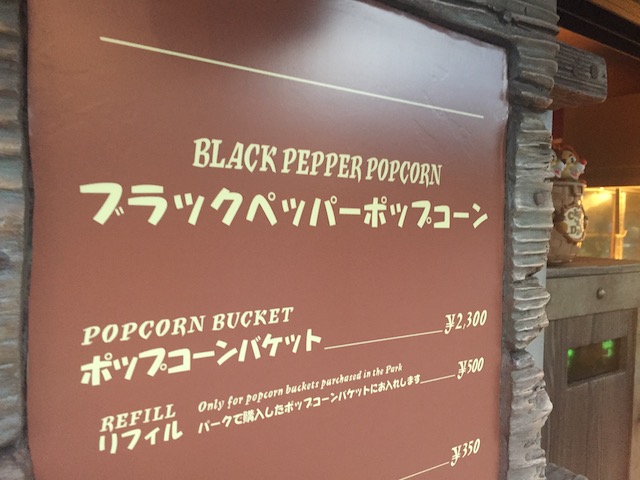 BLACK PEPPER POPCORN
ブラックペッパーポップコーン
POPCORN BUCKET
ポップコーンバケット
¥2,300
REFILL
リフィル
Only for popcorn buckets purchased in the Park
パークで購入したポップコーンバケットにお入れします
¥500
¥350